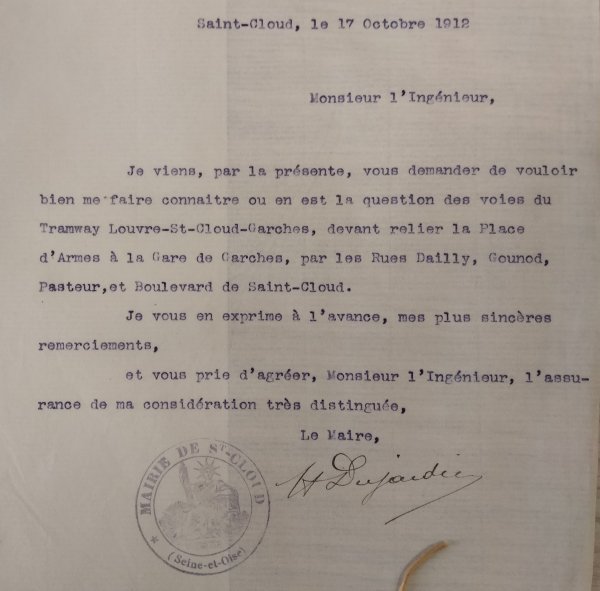 Saint-Cloud, le 17 Octobre 1912
Monsieur l'Ingénieur,
Je viens, par la présente, vous demander de vouloir
bien me faire connaitre ou en est la question des voies du
Tramway Louvre-St-Cloud-Garches, devant relier la Place
d'Armes à la Gare de Garches, par les Rues Dailly, Gounod,
Pasteur,et Boulevard de Saint-Cloud.
Je vous en exprime à l'avance, mes plus sincères
remerciements,
et vous prie d'agréer, Monsieur l'Ingénieur, l'assu-
rance de ma considération très distinguée,
Le Maire,
H Dujardin
MAIRIE DE ST-CLOUD
(Seine-et-Oise)